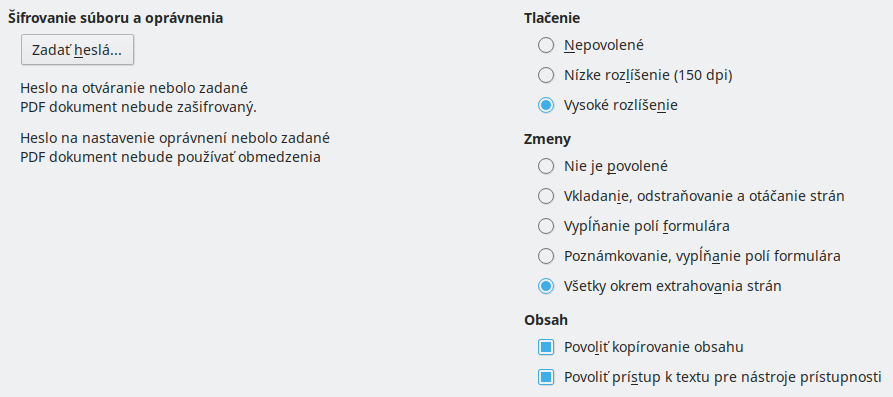 Šifrovanie súboru a oprávnenia
Zadať heslá...
Heslo na otváranie nebolo zadané
PDF dokument nebude zašifrovaný.
Heslo na nastavenie oprávnení nebolo zadané
PDF dokument nebude používať obmedzenia
Tlačenie
Nepovolené
Nízke rozlíšenie (150 dpi)
Vysoké rozlíšenie
Zmeny
Nie je povolené
Vkladanie, odstraňovanie a otáčanie strán
Vypĺňanie polí formulára
Poznámkovanie, vypĺňanie polí formulára
Všetky okrem extrahovania strán
Obsah
Povoliť kopírovanie obsahu
Povoliť prístup k textu pre nástroje prístupnosti